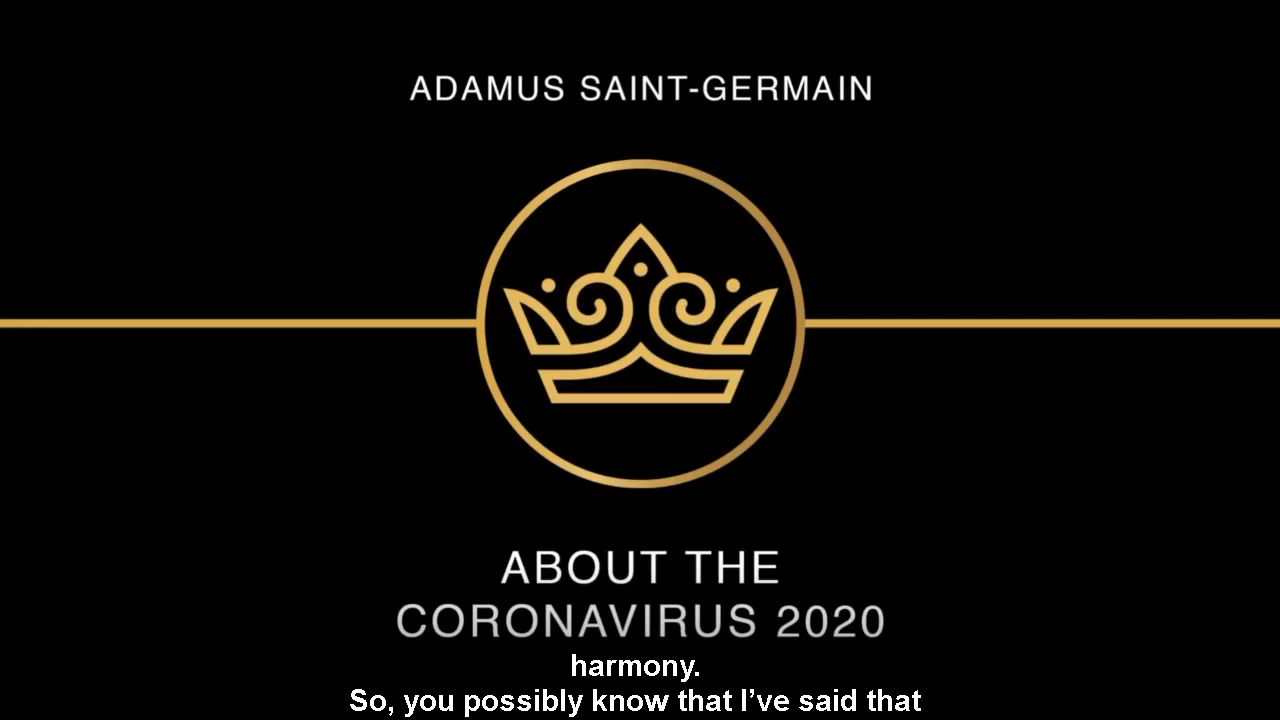 ADAMUS SAINT-GERMAIN
ABOUT THE
CORONAVIRUS 2020
harmony.
So, you possibly know that I’ve said that